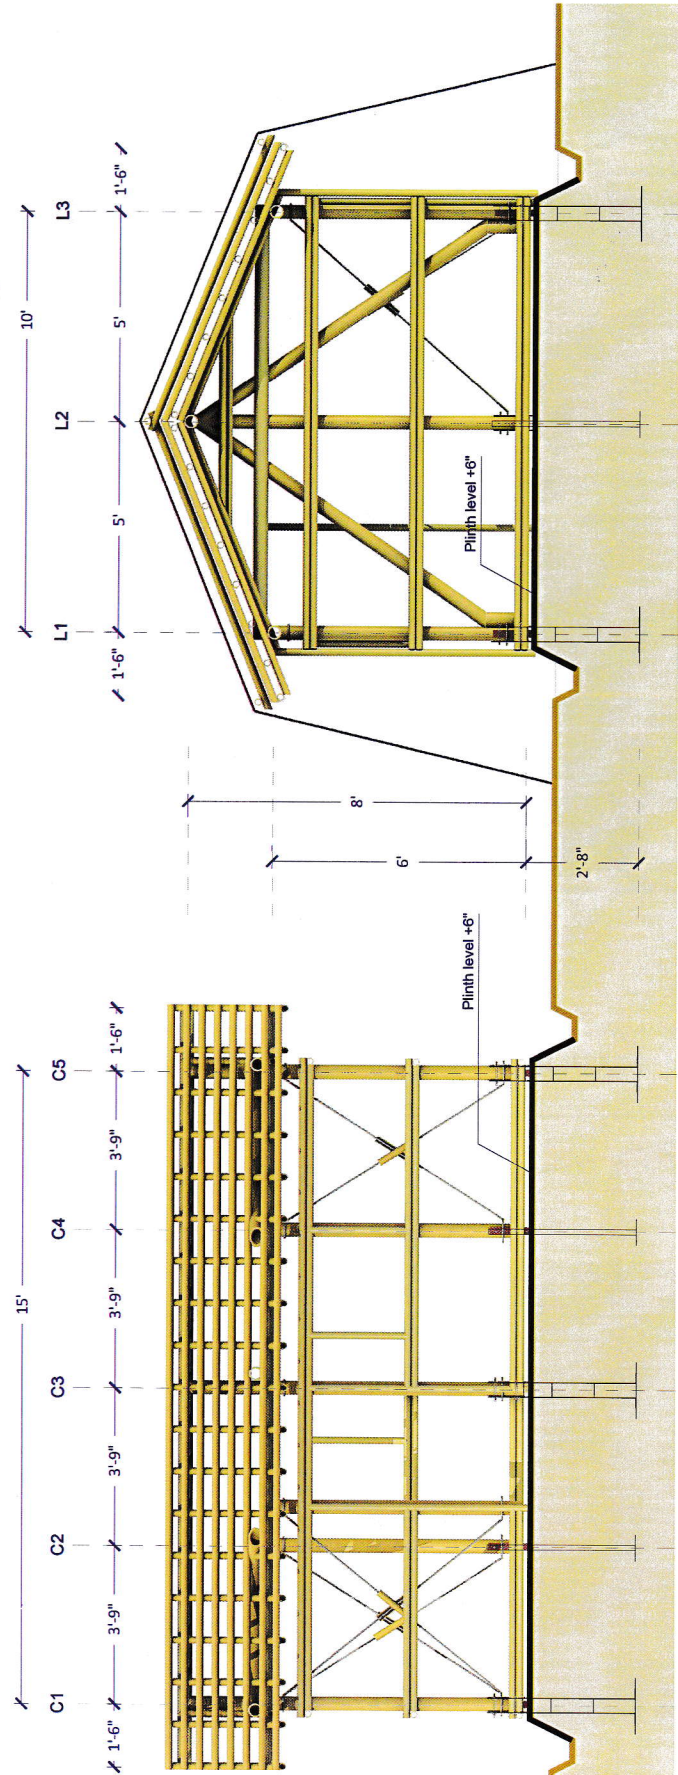 C1
C2
C3
C4
C5
15'
1'-6"
3'-9"
3'-9"
3'-9"
3'-9"
1'-6"
Plinth level +6"
8'
6'
2'-8"
L1
L2
L3
10'
1'-6"
5'
5'
1'-6"
Plinth level +6"